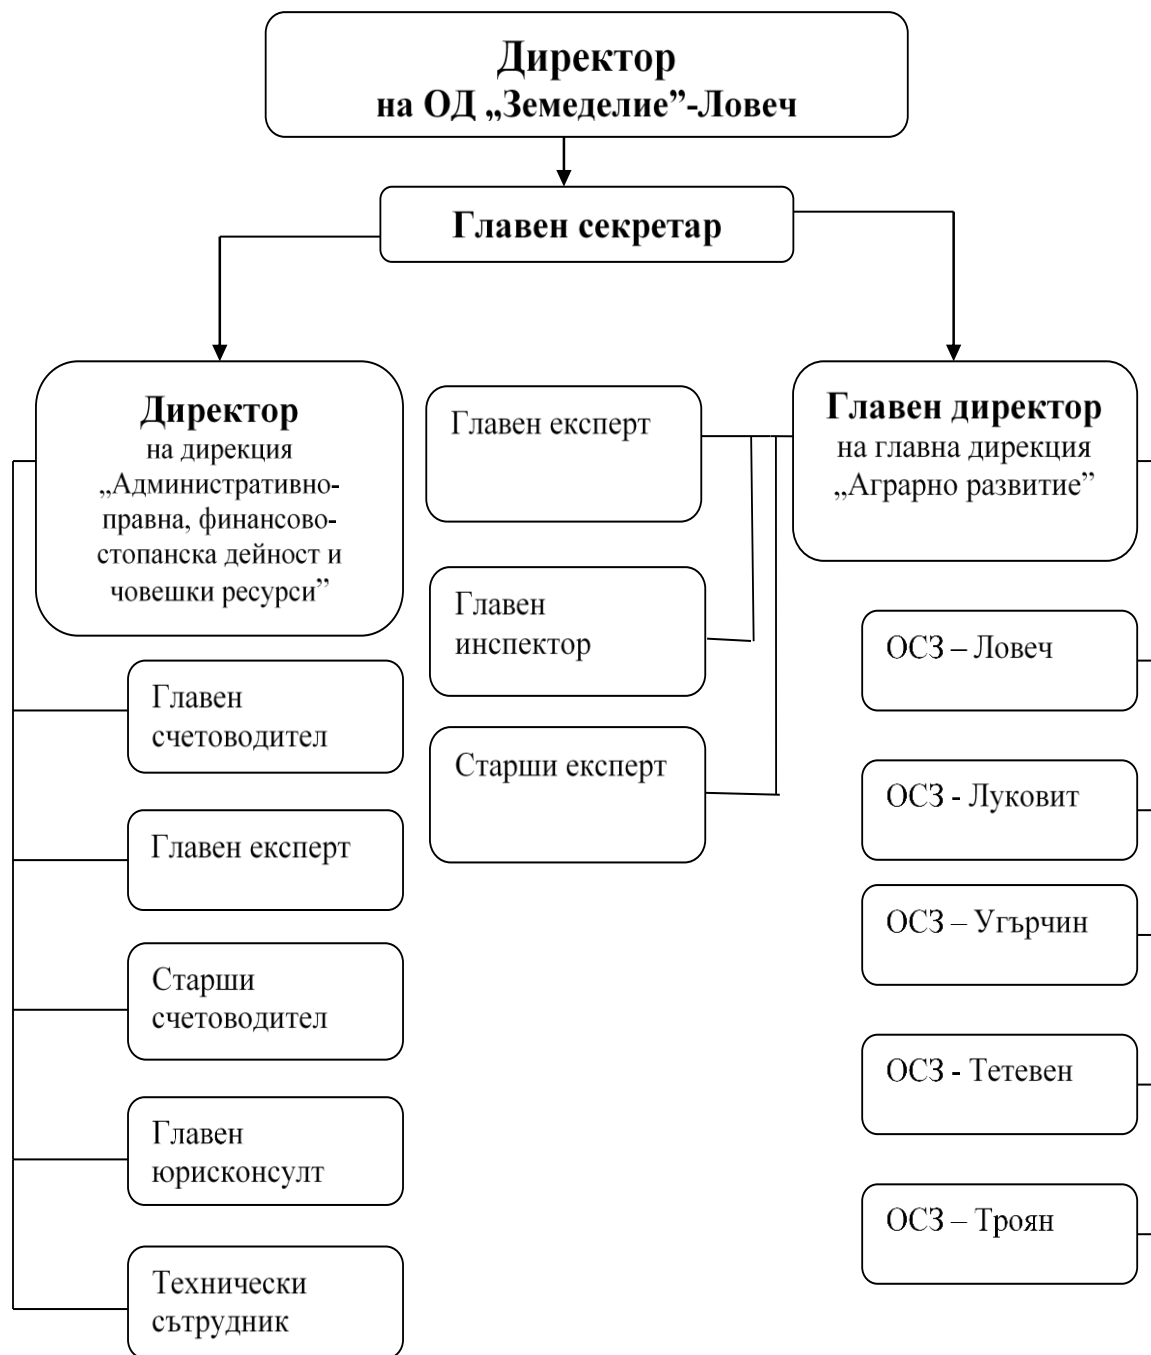 Директор
на ОД „Земеделие”-Ловеч
Главен секретар
Директор
на дирекция
„Административно-
правна, финансово-
стопанска дейност и
човешки ресурси”
Главен счетоводител
Главен експерт
Старши
счетоводител
Главен
юрисконсулт
Технически
сътрудник
Главен експерт
Главен
инспектор
Старши експерт
Главен директор
на главна дирекция
„Аграрно развитие”
ОСЗ – Ловеч
ОСЗ - Луковит
ОСЗ – Угърчин
ОСЗ - Тетевен
ОСЗ – Троян